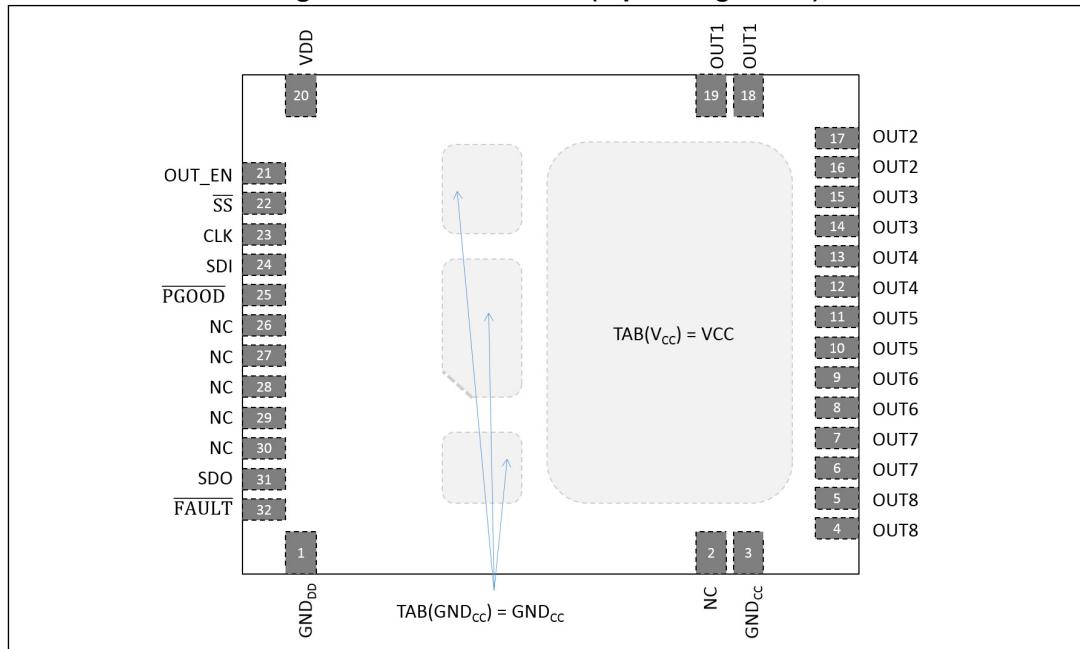 VDD
OUT1
OUT1
20
19
18
17 OUT2
16 OUT2
15 OUT3
14 OUT3
13 OUT4
12 OUT4
11 OUT5
10 OUT5
9 OUT6
8 OUT6
7 OUT7
6 OUT7
5 OUT8
4 OUT8
OUT_EN 21
SS 22
CLK 23
SDI 24
PGOOD 25
NC 26
NC 27
NC 28
NC 29
NC 30
SDO 31
FAULT 32
TAB(VCC) = VCC
1
2
3
GNDDD
NC
GNDCC
TAB(GNDCC) = GNDCC